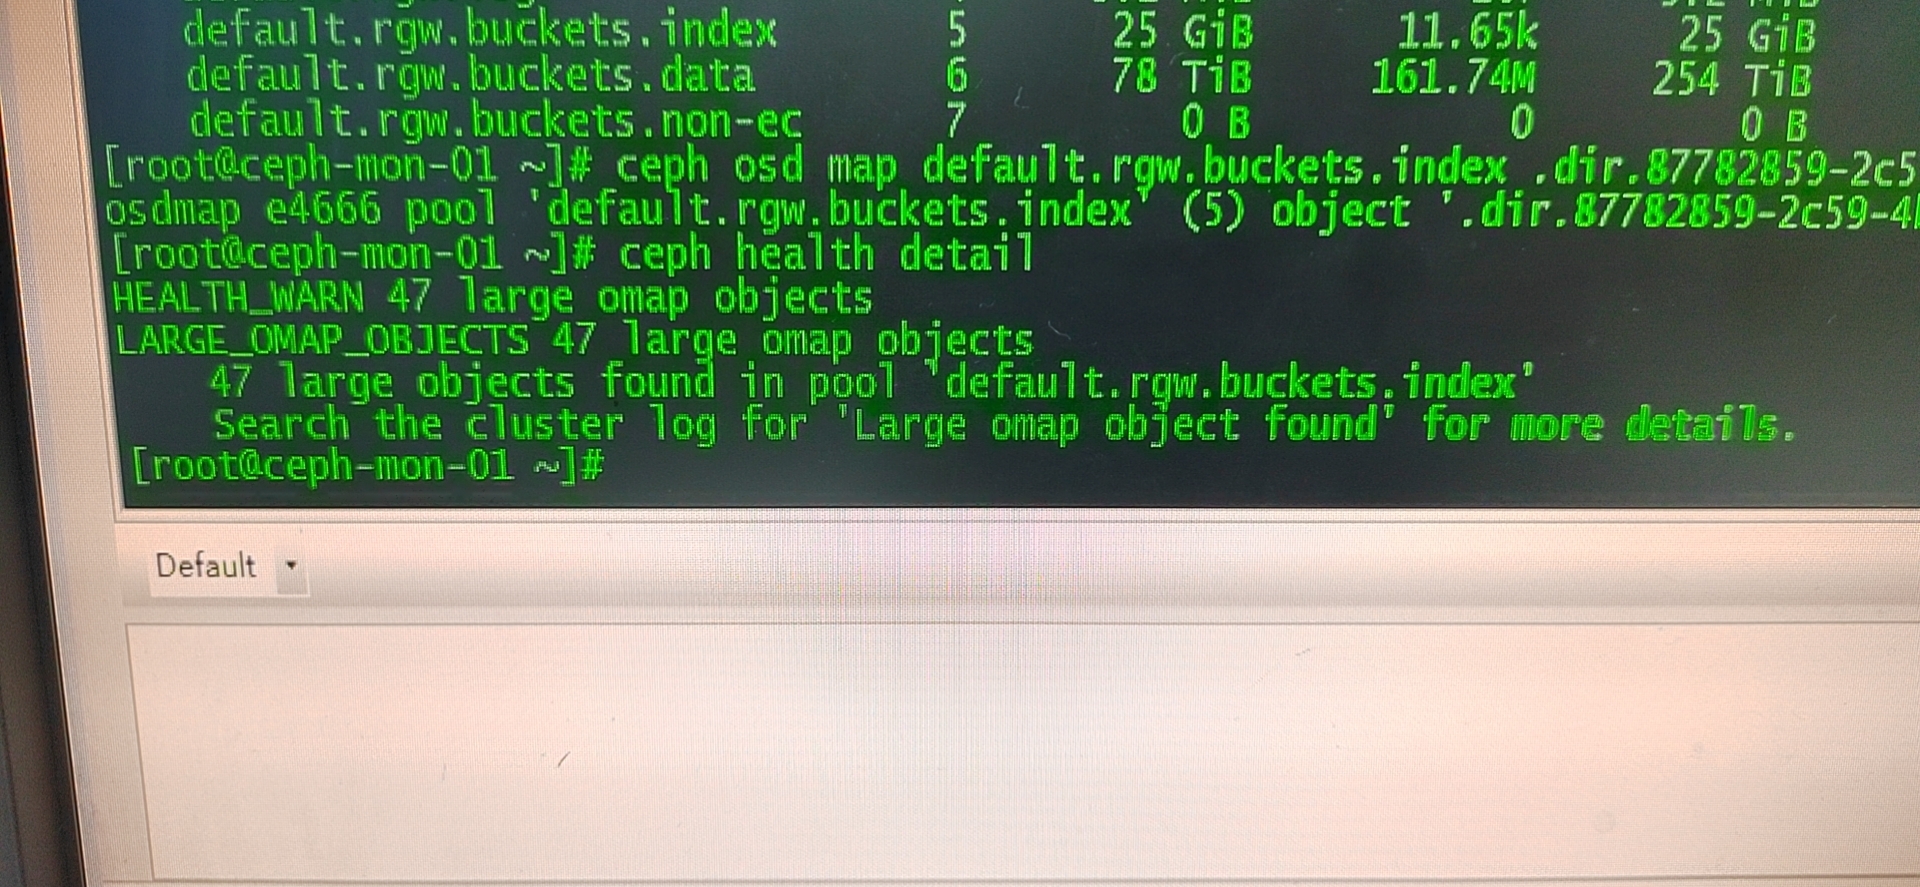 default.rgw.buckets.index 5 25 GiB 11.65k 25 GiB
default.rgw.buckets.data 6 78 TiB 161.74M 254 TiB
default.rgw.buckets.non-ec 7 0 B 0 0 B
[root@ceph-mon-01 ~]# ceph osd map default.rgw.buckets.index .dir.87782859-2c5
osdmap e4666 pool 'default.rgw.buckets.index' (5) object '.dir.87782859-2c59-4
[root@ceph-mon-01 ~]# ceph health detail
HEALTH_WARN 47 large omap objects
LARGE_OMAP_OBJECTS 47 large omap objects
47 large objects found in pool 'default.rgw.buckets.index'
Search the cluster log for 'Large omap object found' for more details.
[root@ceph-mon-01 ~]#
Default